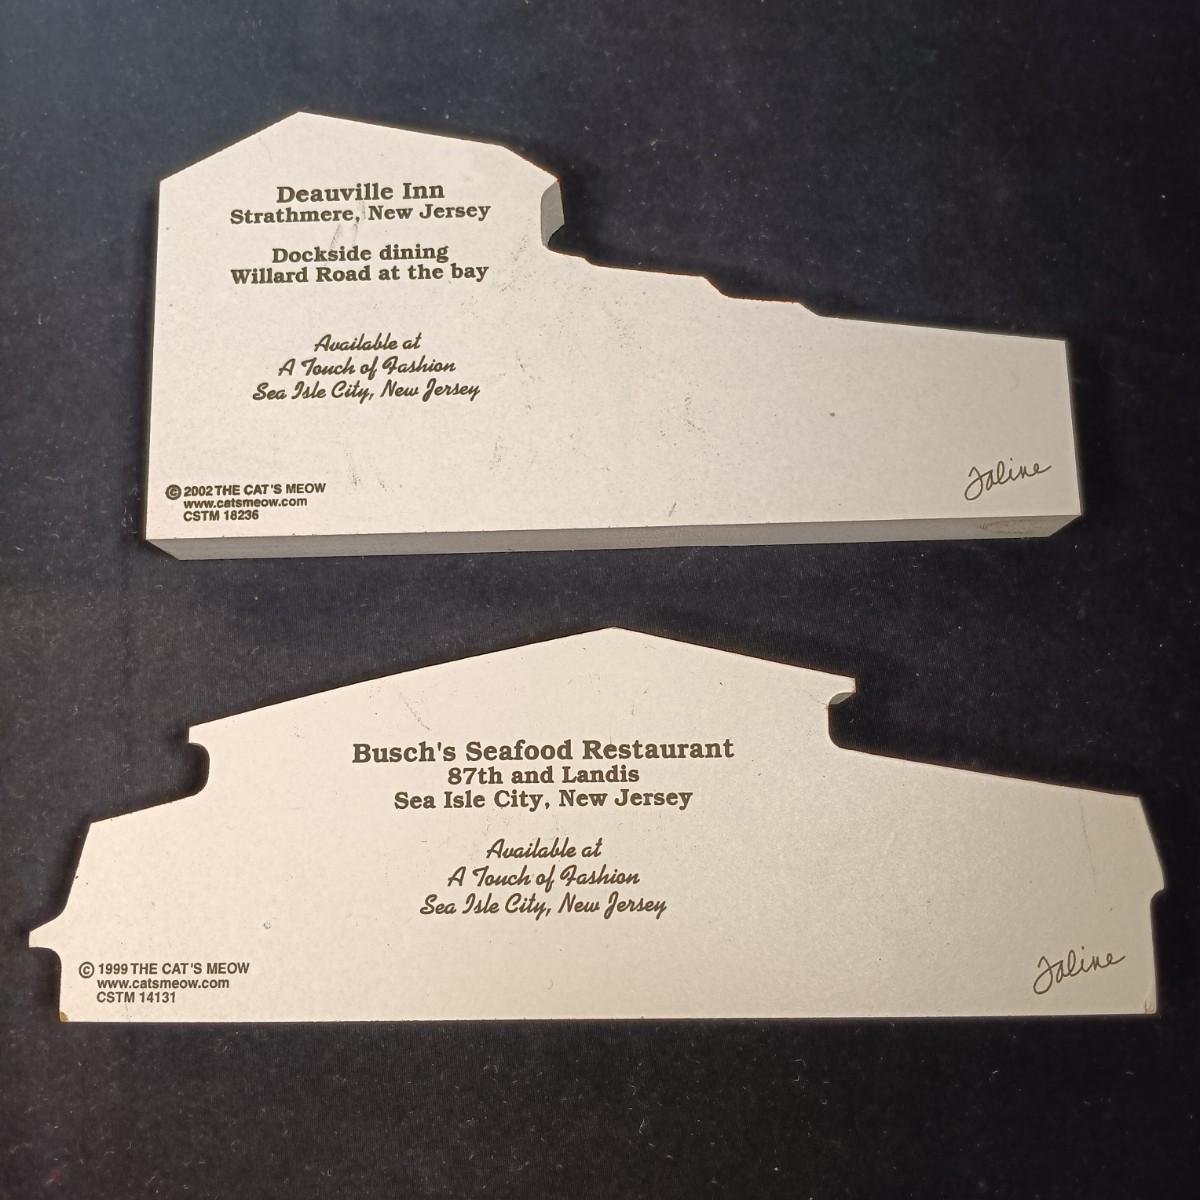 Deauville Inn
Strathmere, New Jersey
Dockside dining
Willard Road at the bay
Available at
A Touch of Fashion
Sea Isle City, New Jersey
© 2002 THE CAT'S MEOW
www.catsmeow.com
CSTM 18236
Jaline
Busch's Seafood Restaurant
87th and Landis
Sea Isle City, New Jersey
Available at
A Touch of Fashion
Sea Isle City, New Jersey
© 1999 THE CAT'S MEOW
www.catsmeow.com
CSTM 14131
Jaline